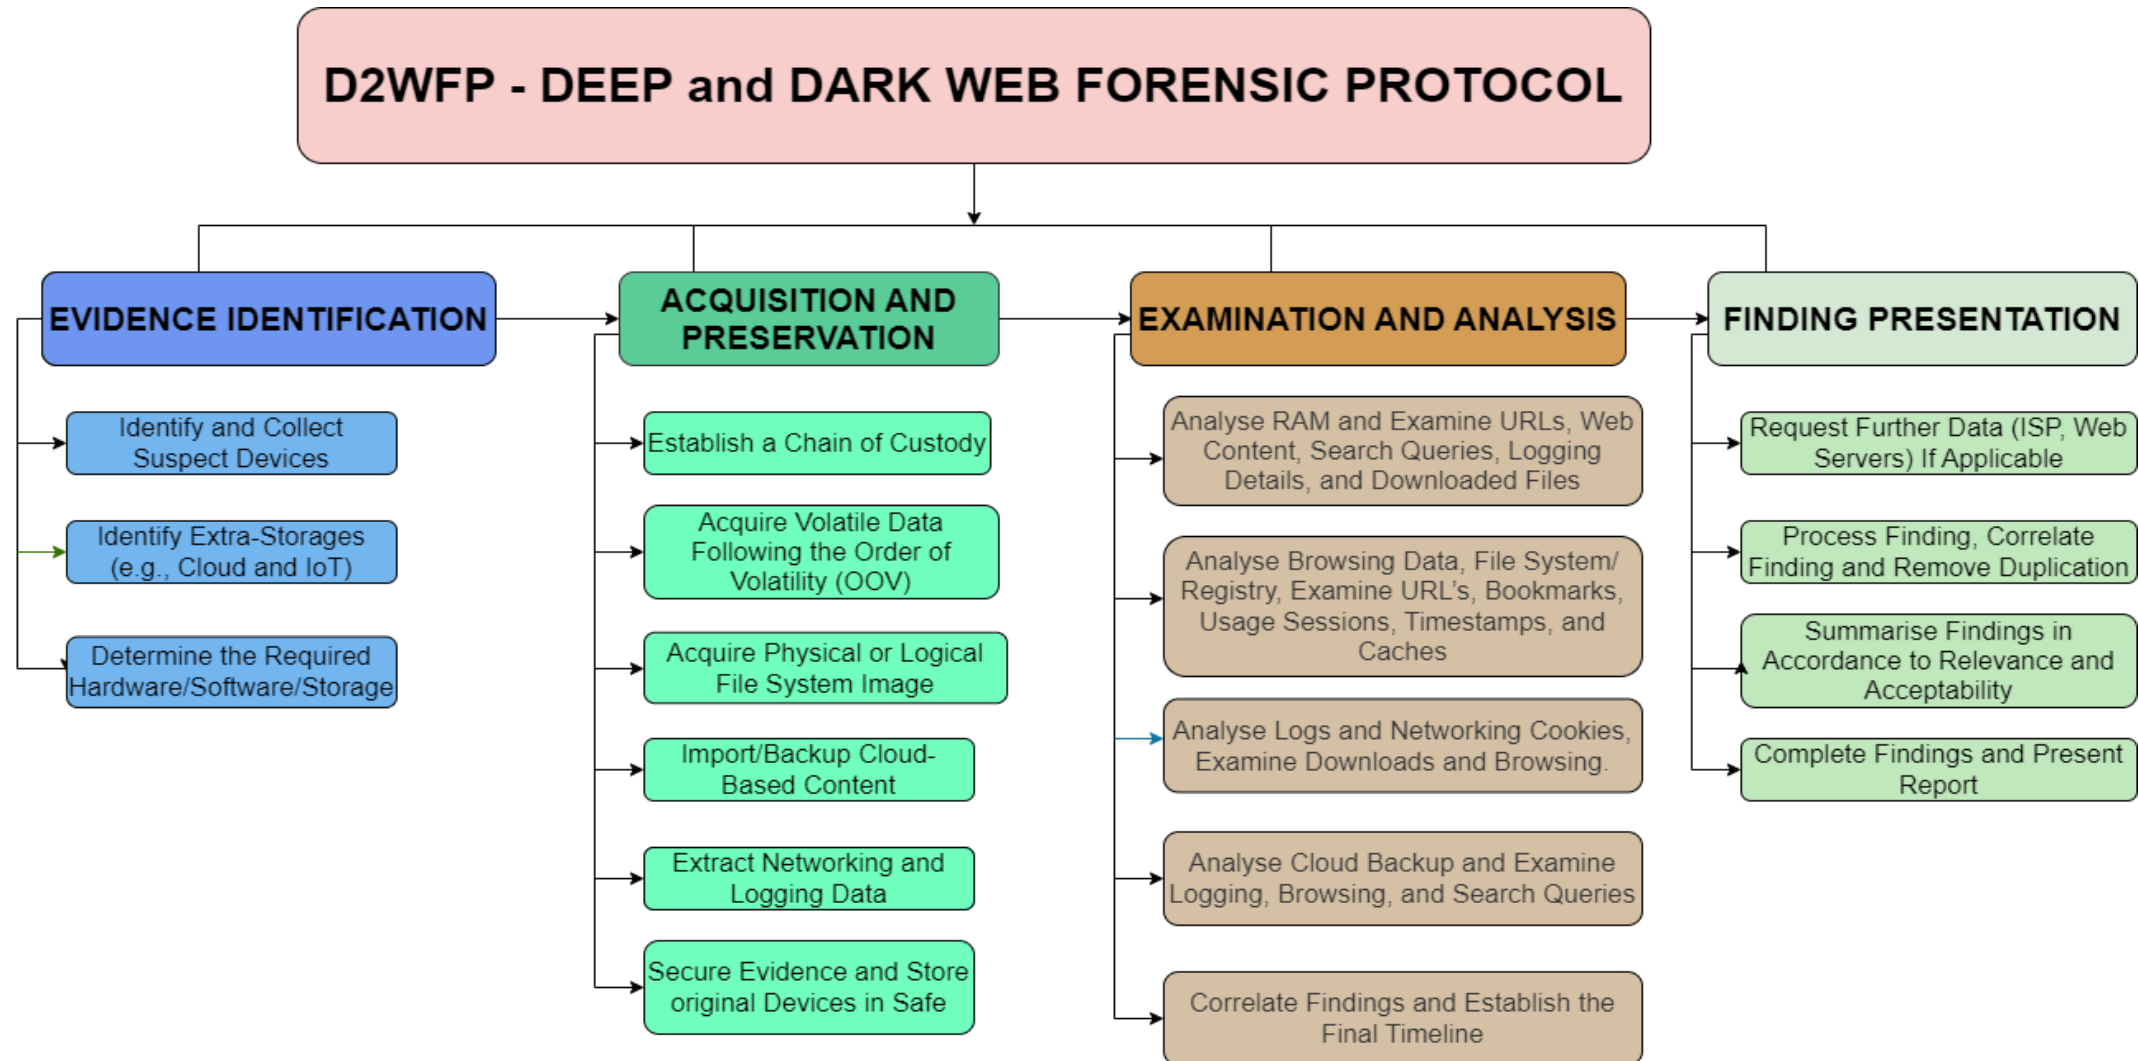 D2WFP - DEEP and DARK WEB FORENSIC PROTOCOL
EVIDENCE IDENTIFICATION
Identify and Collect
Suspect Devices
Identify Extra-Storages
(e.g., Cloud and IoT)
Determine the Required
Hardware/Software/Storage
ACQUISITION AND
PRESERVATION
Establish a Chain of Custody
Acquire Volatile Data
Following the Order of
Volatility (OOV)
Acquire Physical or Logical
File System Image
Import/Backup Cloud-
Based Content
Extract Networking and
Logging Data
Secure Evidence and Store
original Devices in Safe
EXAMINATION AND ANALYSIS
Analyse RAM and Examine URLs, Web
Content, Search Queries, Logging
Details, and Downloaded Files
Analyse Browsing Data, File System/
Registry, Examine URL’s, Bookmarks,
Usage Sessions, Timestamps, and
Caches
Analyse Logs and Networking Cookies,
Examine Downloads and Browsing.
Analyse Cloud Backup and Examine
Logging, Browsing, and Search Queries
Correlate Findings and Establish the
Final Timeline
FINDING PRESENTATION
Request Further Data (ISP, Web
Servers) If Applicable
Process Finding, Correlate
Finding and Remove Duplication
Summarise Findings in
Accordance to Relevance and
Acceptability
Complete Findings and Present
Report